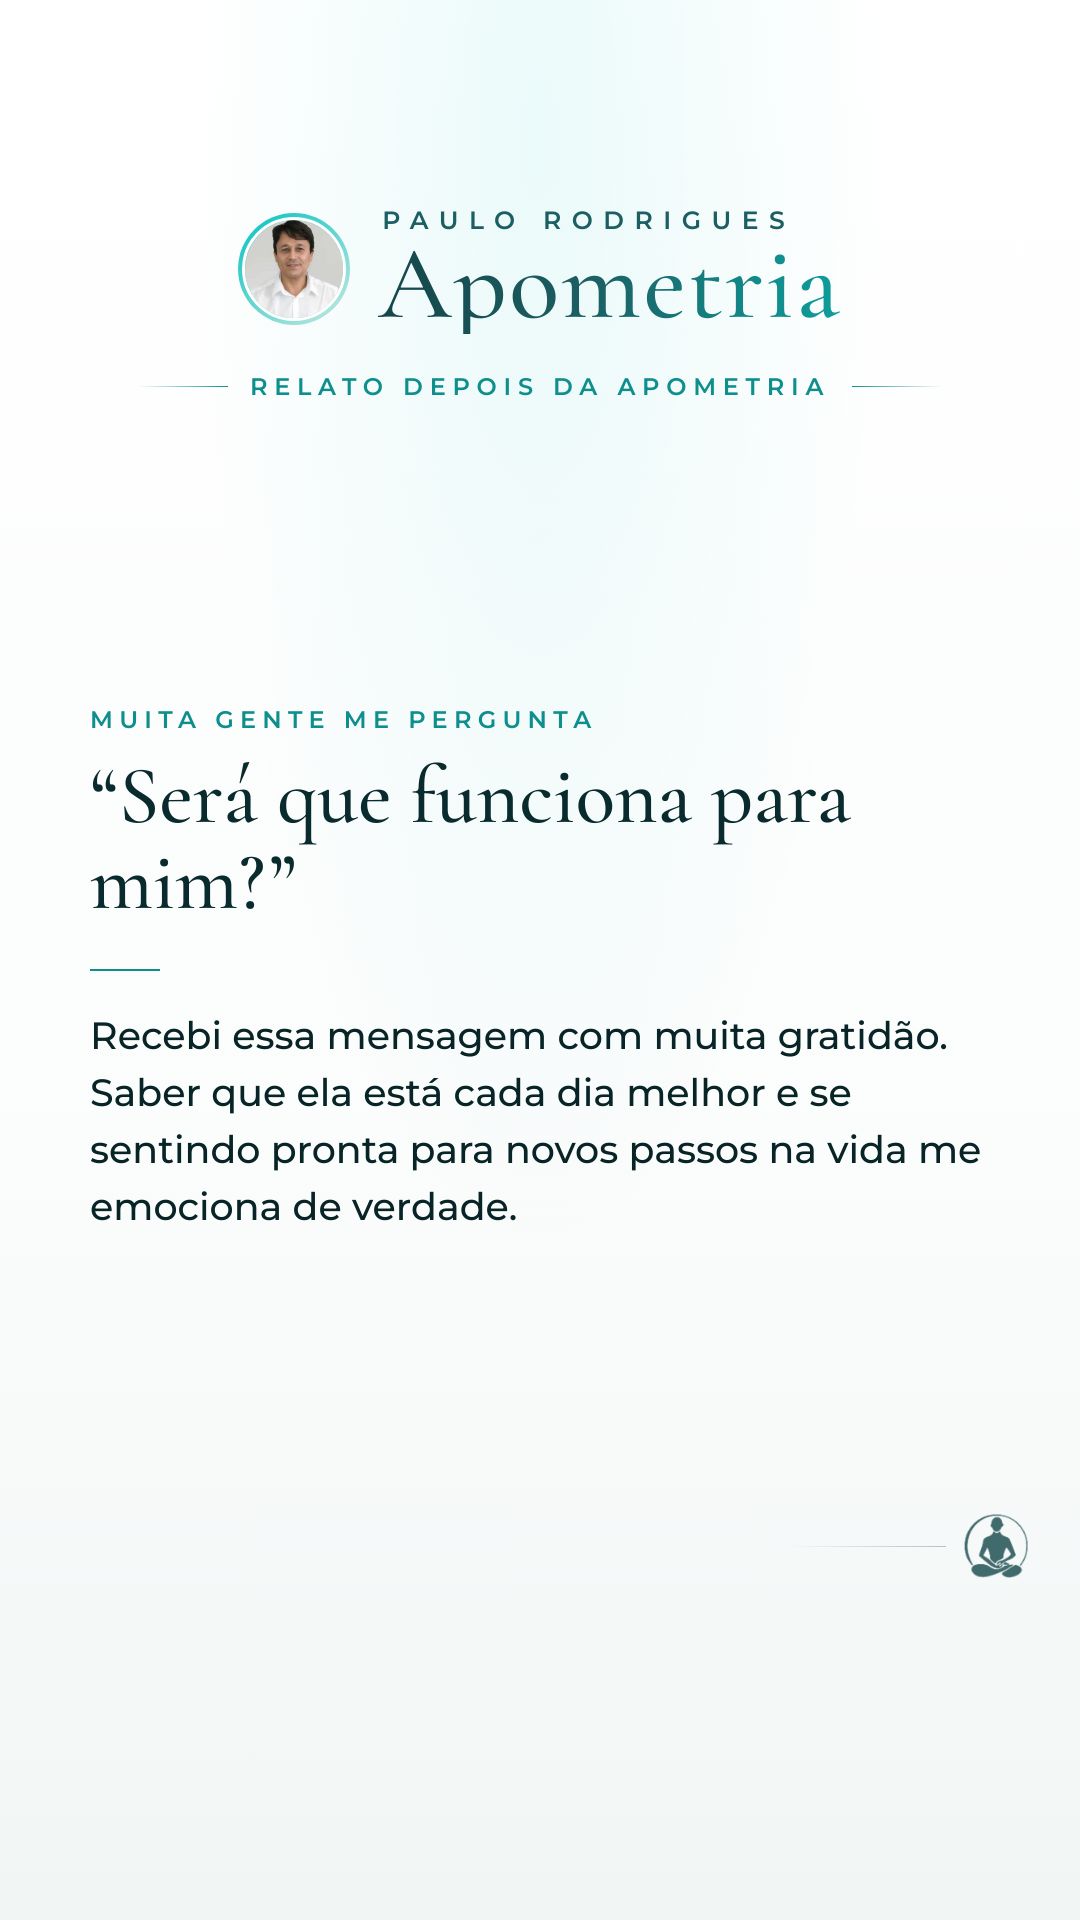 PAULO RODRIGUES
Apometria
RELATO DEPOIS DA APOMETRIA
MUITA GENTE ME PERGUNTA
“Será que funciona para
mim?”
Recebi essa mensagem com muita gratidão.
Saber que ela está cada dia melhor e se
sentindo pronta para novos passos na vida me
emociona de verdade.